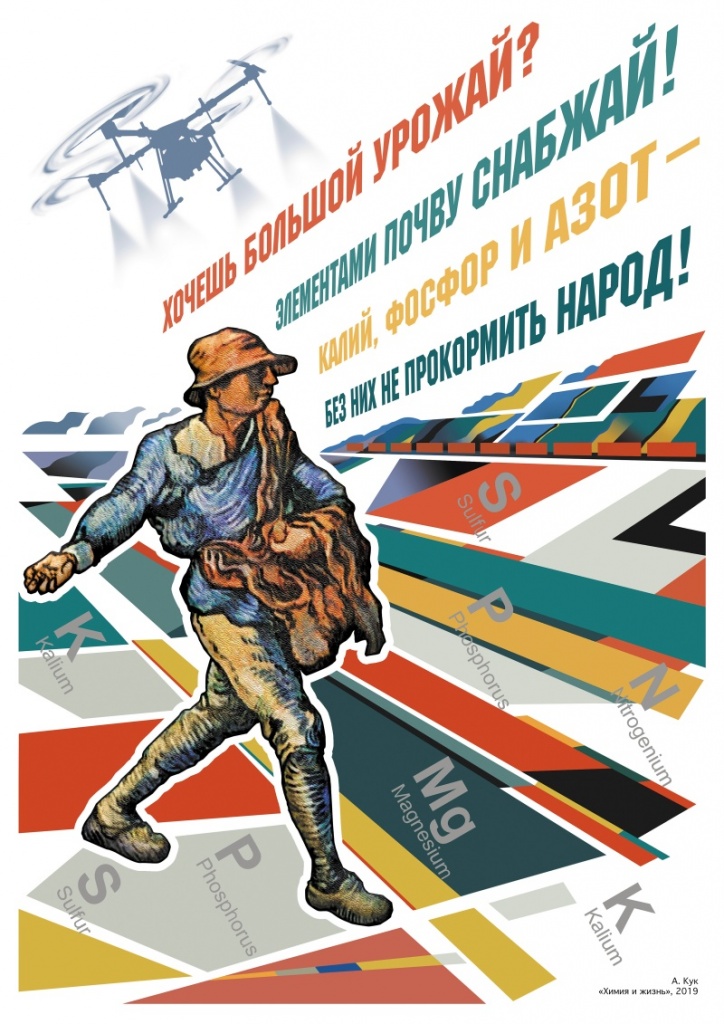 ХОЧЕШЬ БОЛЬШОЙ УРОЖАЙ?
ЭЛЕМЕНТАМИ ПОЧВУ СНАБЖАЙ!
КАЛИЙ, ФОСФОР И АЗОТ –
БЕЗ НИХ НЕ ПРОКОРМИТЬ НАРОД!
S
Sulfur
P
Phosphorus
K
Kalium
N
Nitrogenium
Mg
Magnesium
P
Phosphorus
S
Sulfur
K
Kalium
А. Кук
«Химия и жизнь», 2019